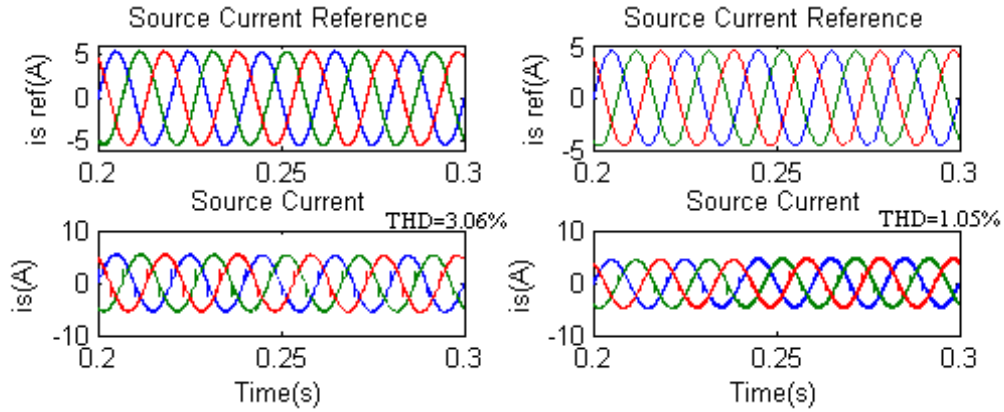 Source Current Reference
is ref(A)
5
0
-5
0.2
0.25
0.3
Source Current
THD=3.06%
is(A)
10
0
-10
0.2
0.25
0.3
Time(s)
Source Current Reference
is ref(A)
5
0
-5
0.2
0.25
0.3
Source Current
THD=1.05%
is(A)
10
0
-10
0.2
0.25
0.3
Time(s)